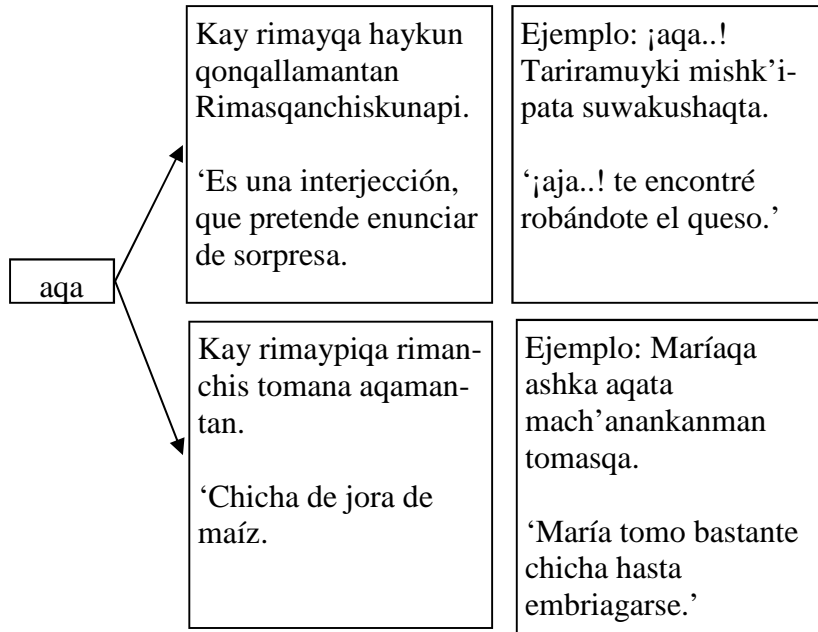 Kay rimayqa haykun
qonqallamantan
Rimasqanchiskunapi.
‘Es una interjección,
que pretende enunciar
de sorpresa.
Ejemplo: ¡aqa..!
Tariramuyki mishk’i-
pata suwakushaqta.
‘¡aja..! te encontré
robándote el queso.’
aqa
Kay rimaypiqa riman-
chis tomana aqaman-
tan.
‘Chicha de jora de
maíz.
Ejemplo: Maríaqa
ashka aqata
mach’anankanman
tomasqa.
‘María tomo bastante
chicha hasta
embriagarse.’